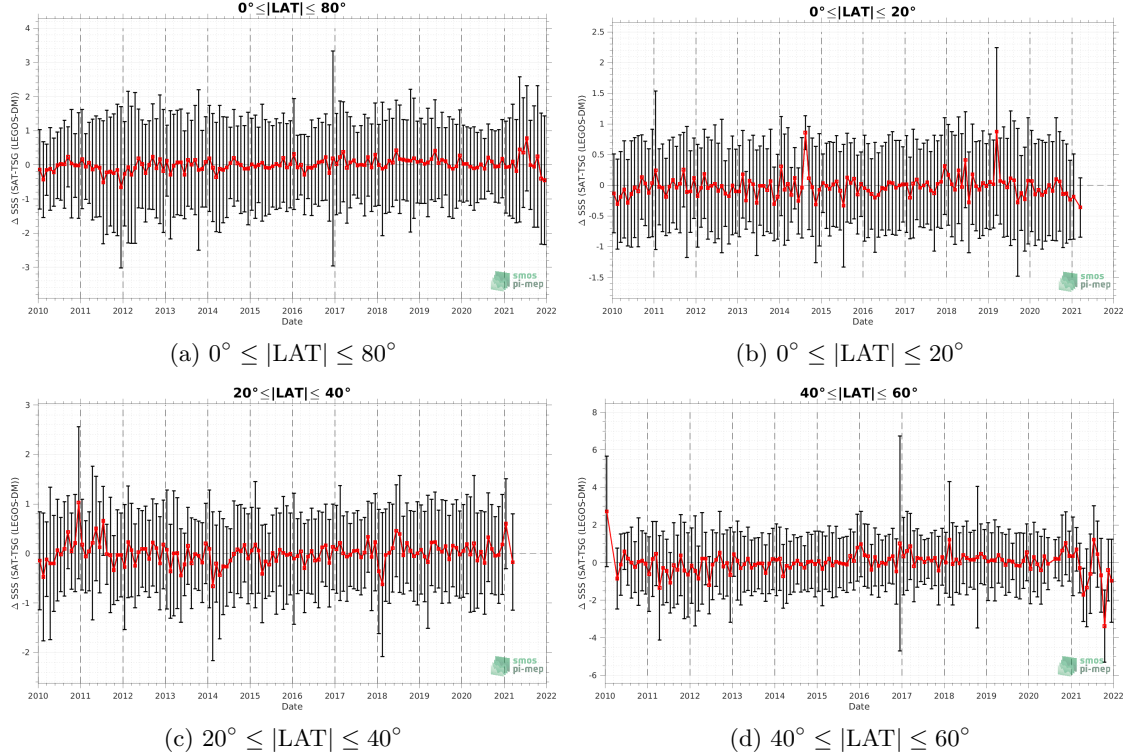 0°≤|LAT|≤ 80°
Δ SSS (SAT-TSG (LEGOS-DM))
4
3
2
1
0
-1
-2
-3
2010 2011 2012 2013 2014 2015 2016 2017 2018 2019 2020 2021 2022
Date
smos
pi-mep
(a) 0° ≤ |LAT| ≤ 80°
0°≤|LAT|≤ 20°
Δ SSS (SAT-TSG (LEGOS-DM))
2.5
2
1.5
1
0.5
0
-0.5
-1
-1.5
2010 2011 2012 2013 2014 2015 2016 2017 2018 2019 2020 2021 2022
Date
smos
pi-mep
(b) 0° ≤ |LAT| ≤ 20°
20°≤|LAT|≤ 40°
Δ SSS (SAT-TSG (LEGOS-DM))
3
2
1
0
-1
-2
2010 2011 2012 2013 2014 2015 2016 2017 2018 2019 2020 2021 2022
Date
smos
pi-mep
(c) 20° ≤ |LAT| ≤ 40°
40°≤|LAT|≤ 60°
Δ SSS (SAT-TSG (LEGOS-DM))
8
6
4
2
0
-2
-4
-6
2010 2011 2012 2013 2014 2015 2016 2017 2018 2019 2020 2021 2022
Date
smos
pi-mep
(d) 40° ≤ |LAT| ≤ 60°